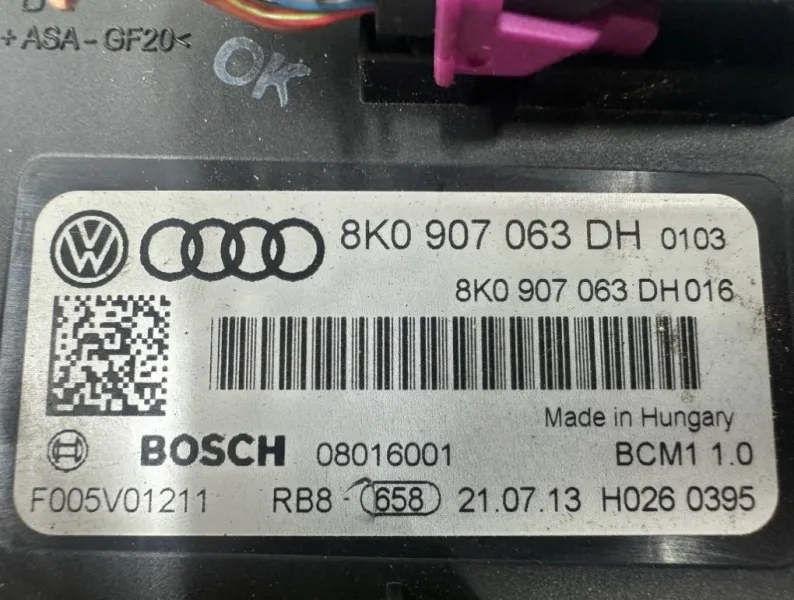 +ASA-GF20<
OK
8K0 907 063 DH 0103
8K0 907 063 DH016
Made in Hungary
BOSCH 08016001 BCM1 1.0
F005V01211 RB8 - 658 21.07.13 H026 0395